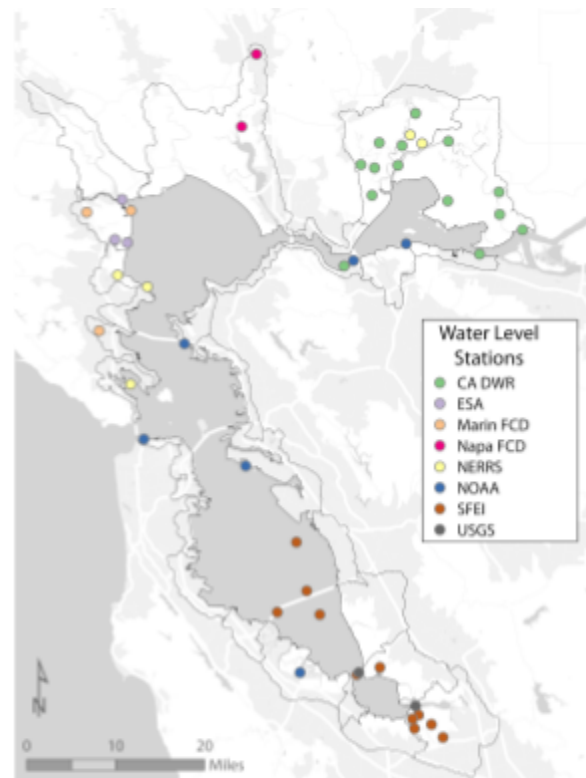 Water Level
Stations
CA DWR
ESA
Marin FCD
Napa FCD
NERRS
NOAA
SFEI
USGS
N
0 10 20
Miles